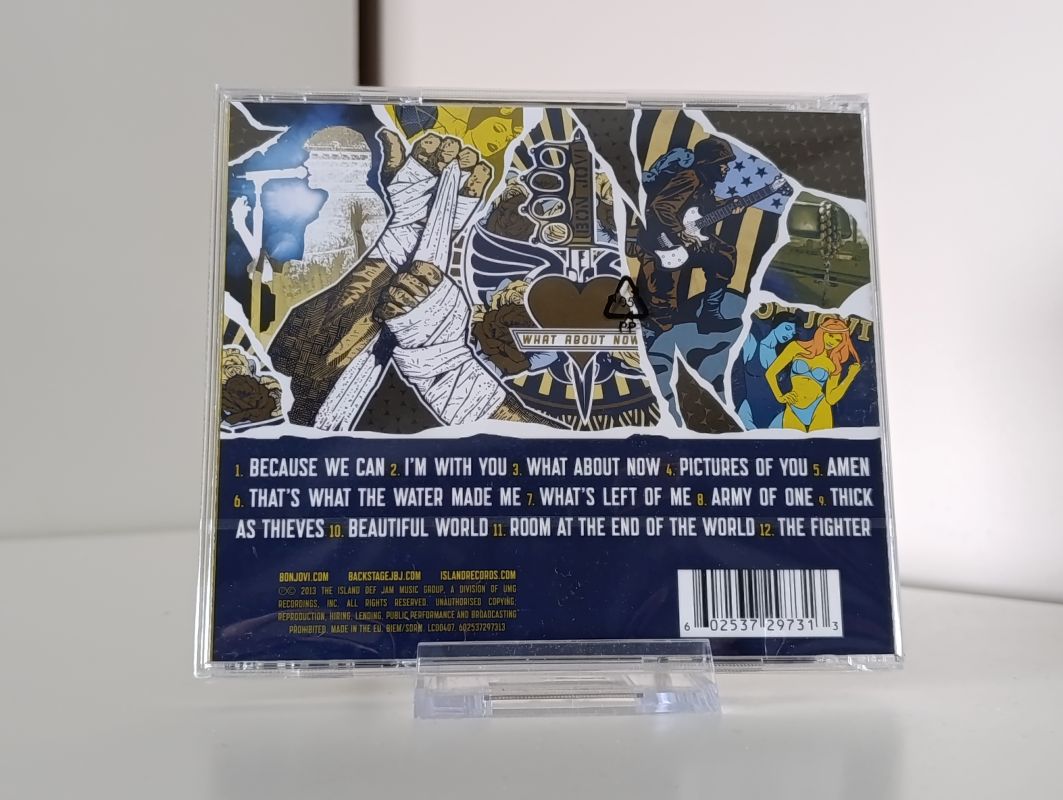 WHAT ABOUT NOW
PP
BON JOVI
1. BECAUSE WE CAN 2. I'M WITH YOU 3. WHAT ABOUT NOW 4. PICTURES OF YOU 5. AMEN
6. THAT'S WHAT THE WATER MADE ME 7. WHAT'S LEFT OF ME 8. ARMY OF ONE 9. THICK
AS THIEVES 10. BEAUTIFUL WORLD 11. ROOM AT THE END OF THE WORLD 12. THE FIGHTER
BONJOVI.COM BACKSTAGEJBJ.COM ISLANDRECORDS.COM
℗© 2013 THE ISLAND DEF JAM MUSIC GROUP, A DIVISION OF UMG
RECORDINGS, INC. ALL RIGHTS RESERVED. UNAUTHORISED COPYING,
REPRODUCTION, HIRING, LENDING, PUBLIC PERFORMANCE AND BROADCASTING
PROHIBITED. MADE IN THE EU. BIEM/SDRM. LC00407. 602537297313
6 02537 29731 3